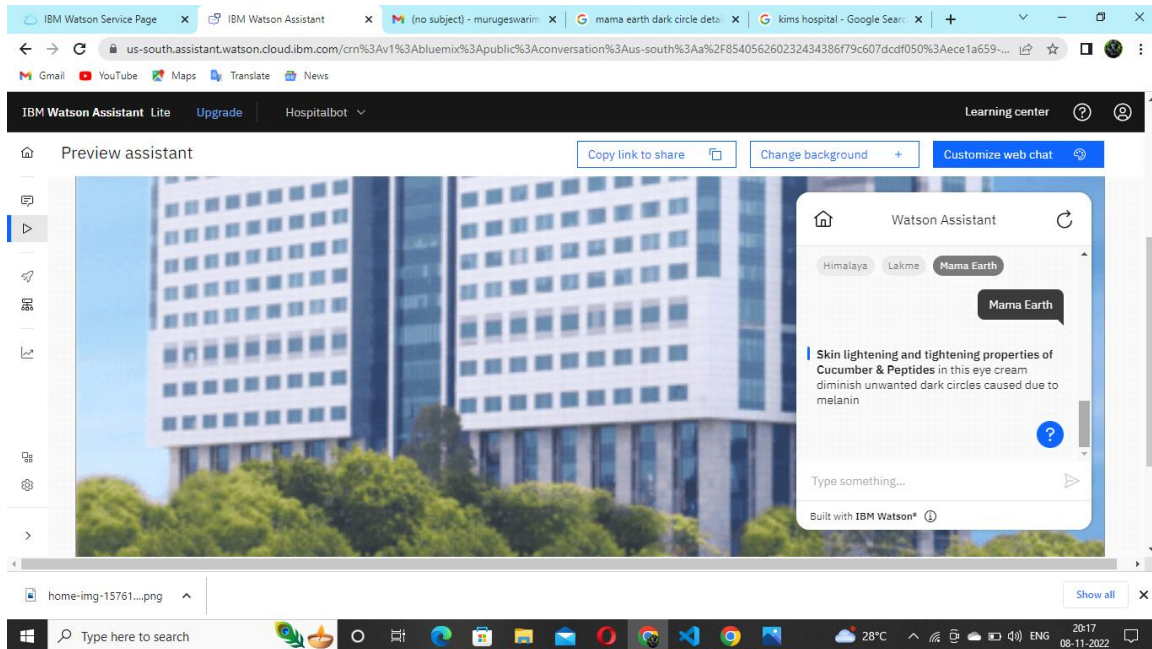 IBM Watson Service Page
IBM Watson Assistant
(no subject) - murugeswarim
mama earth dark circle detai
kims hospital - Google Searc
us-south.assistant.watson.cloud.ibm.com/crn%3Av1%3Abluemix%3Apublic%3Aconversation%3Aus-south%3Aa%2F854056260232434386f79c607dcdf050%3Aece1a659-...
Gmail YouTube Maps Translate News
IBM Watson Assistant Lite Upgrade Hospitalbot Learning center
Preview assistant Copy link to share Change background + Customize web chat
Watson Assistant
Himalaya Lakme Mama Earth
Mama Earth
Skin lightening and tightening properties of
Cucumber & Peptides in this eye cream
diminish unwanted dark circles caused due to
melanin
?
Type something...
Built with IBM Watson®
home-img-15761....png Show all
Type here to search 28°C ENG 20:17
08-11-2022